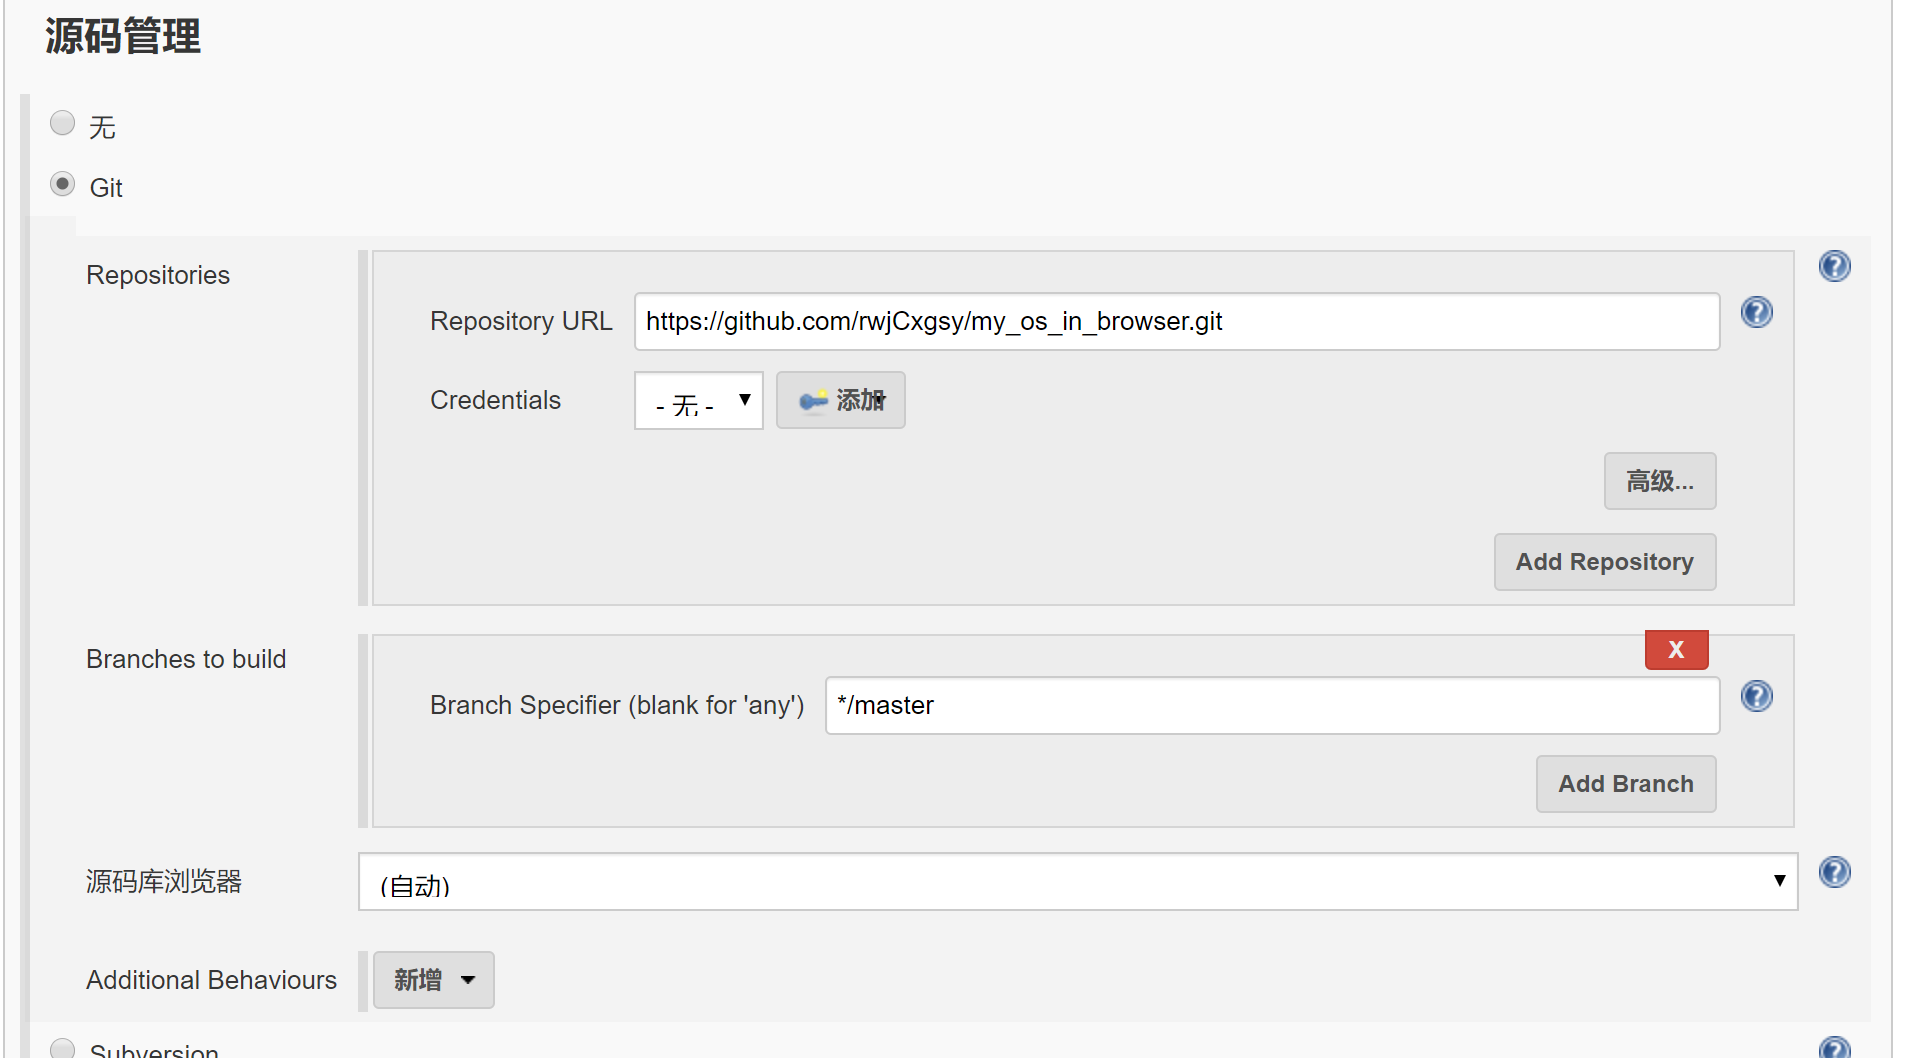 源码管理
无
Git
Repositories
Repository URL https://github.com/rwjCxgsy/my_os_in_browser.git
Credentials - 无 - 添加
高级...
Add Repository
Branches to build
X
Branch Specifier (blank for 'any') */master
Add Branch
源码库浏览器 (自动)
Additional Behaviours 新增
Subversion